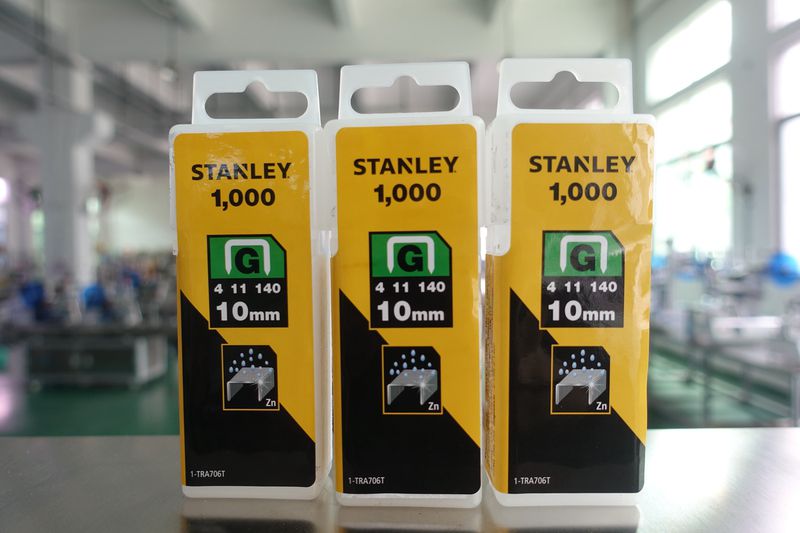 STANLEY
1,000
G
4 11 140
10mm
Zn
1-TRA706T
STANLEY
1,000
G
4 11 140
10mm
Zn
1-TRA706T
STANLEY
1,000
G
4 11 140
10mm
Zn
1-TRA706T